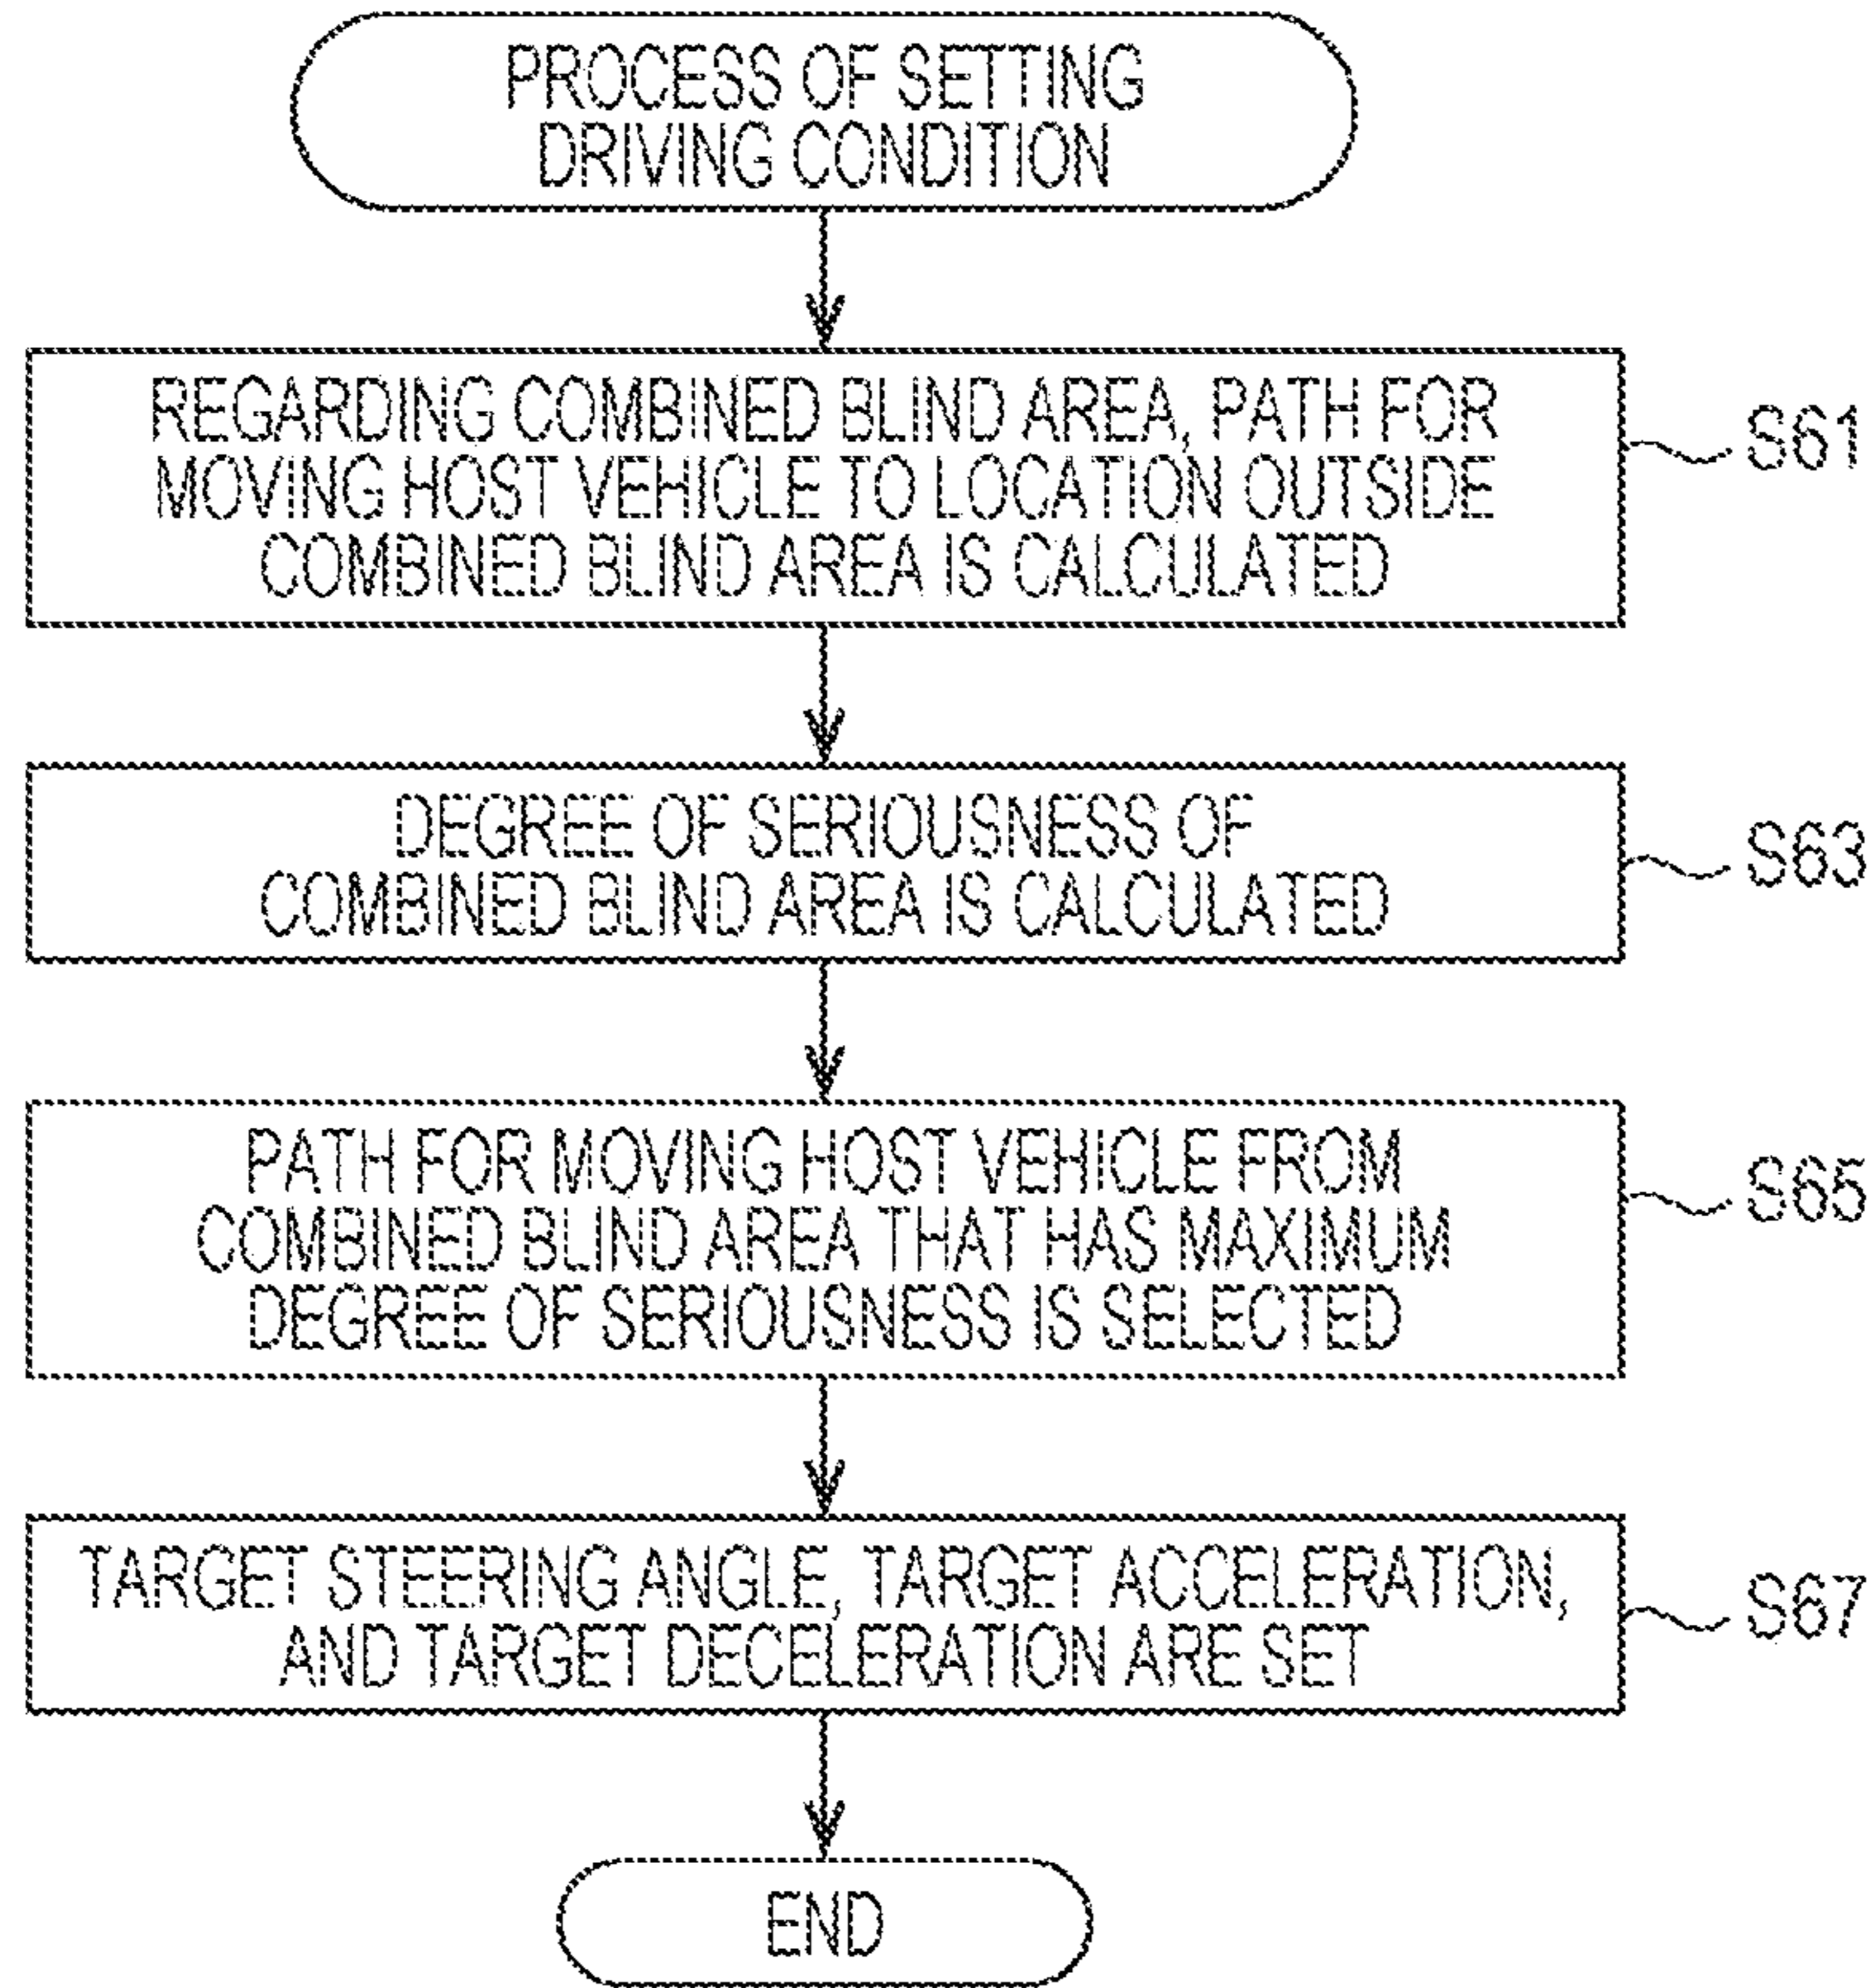 PROCESS OF SETTING
DRIVING CONDITION
REGARDING COMBINED BLIND AREA, PATH FOR
MOVING HOST VEHICLE TO LOCATION OUTSIDE
COMBINED BLIND AREA IS CALCULATED
S61
DEGREE OF SERIOUSNESS OF
COMBINED BLIND AREA IS CALCULATED
S63
PATH FOR MOVING HOST VEHICLE FROM
COMBINED BLIND AREA THAT HAS MAXIMUM
DEGREE OF SERIOUSNESS IS SELECTED
S65
TARGET STEERING ANGLE, TARGET ACCELERATION,
AND TARGET DECELERATION ARE SET
S67
END